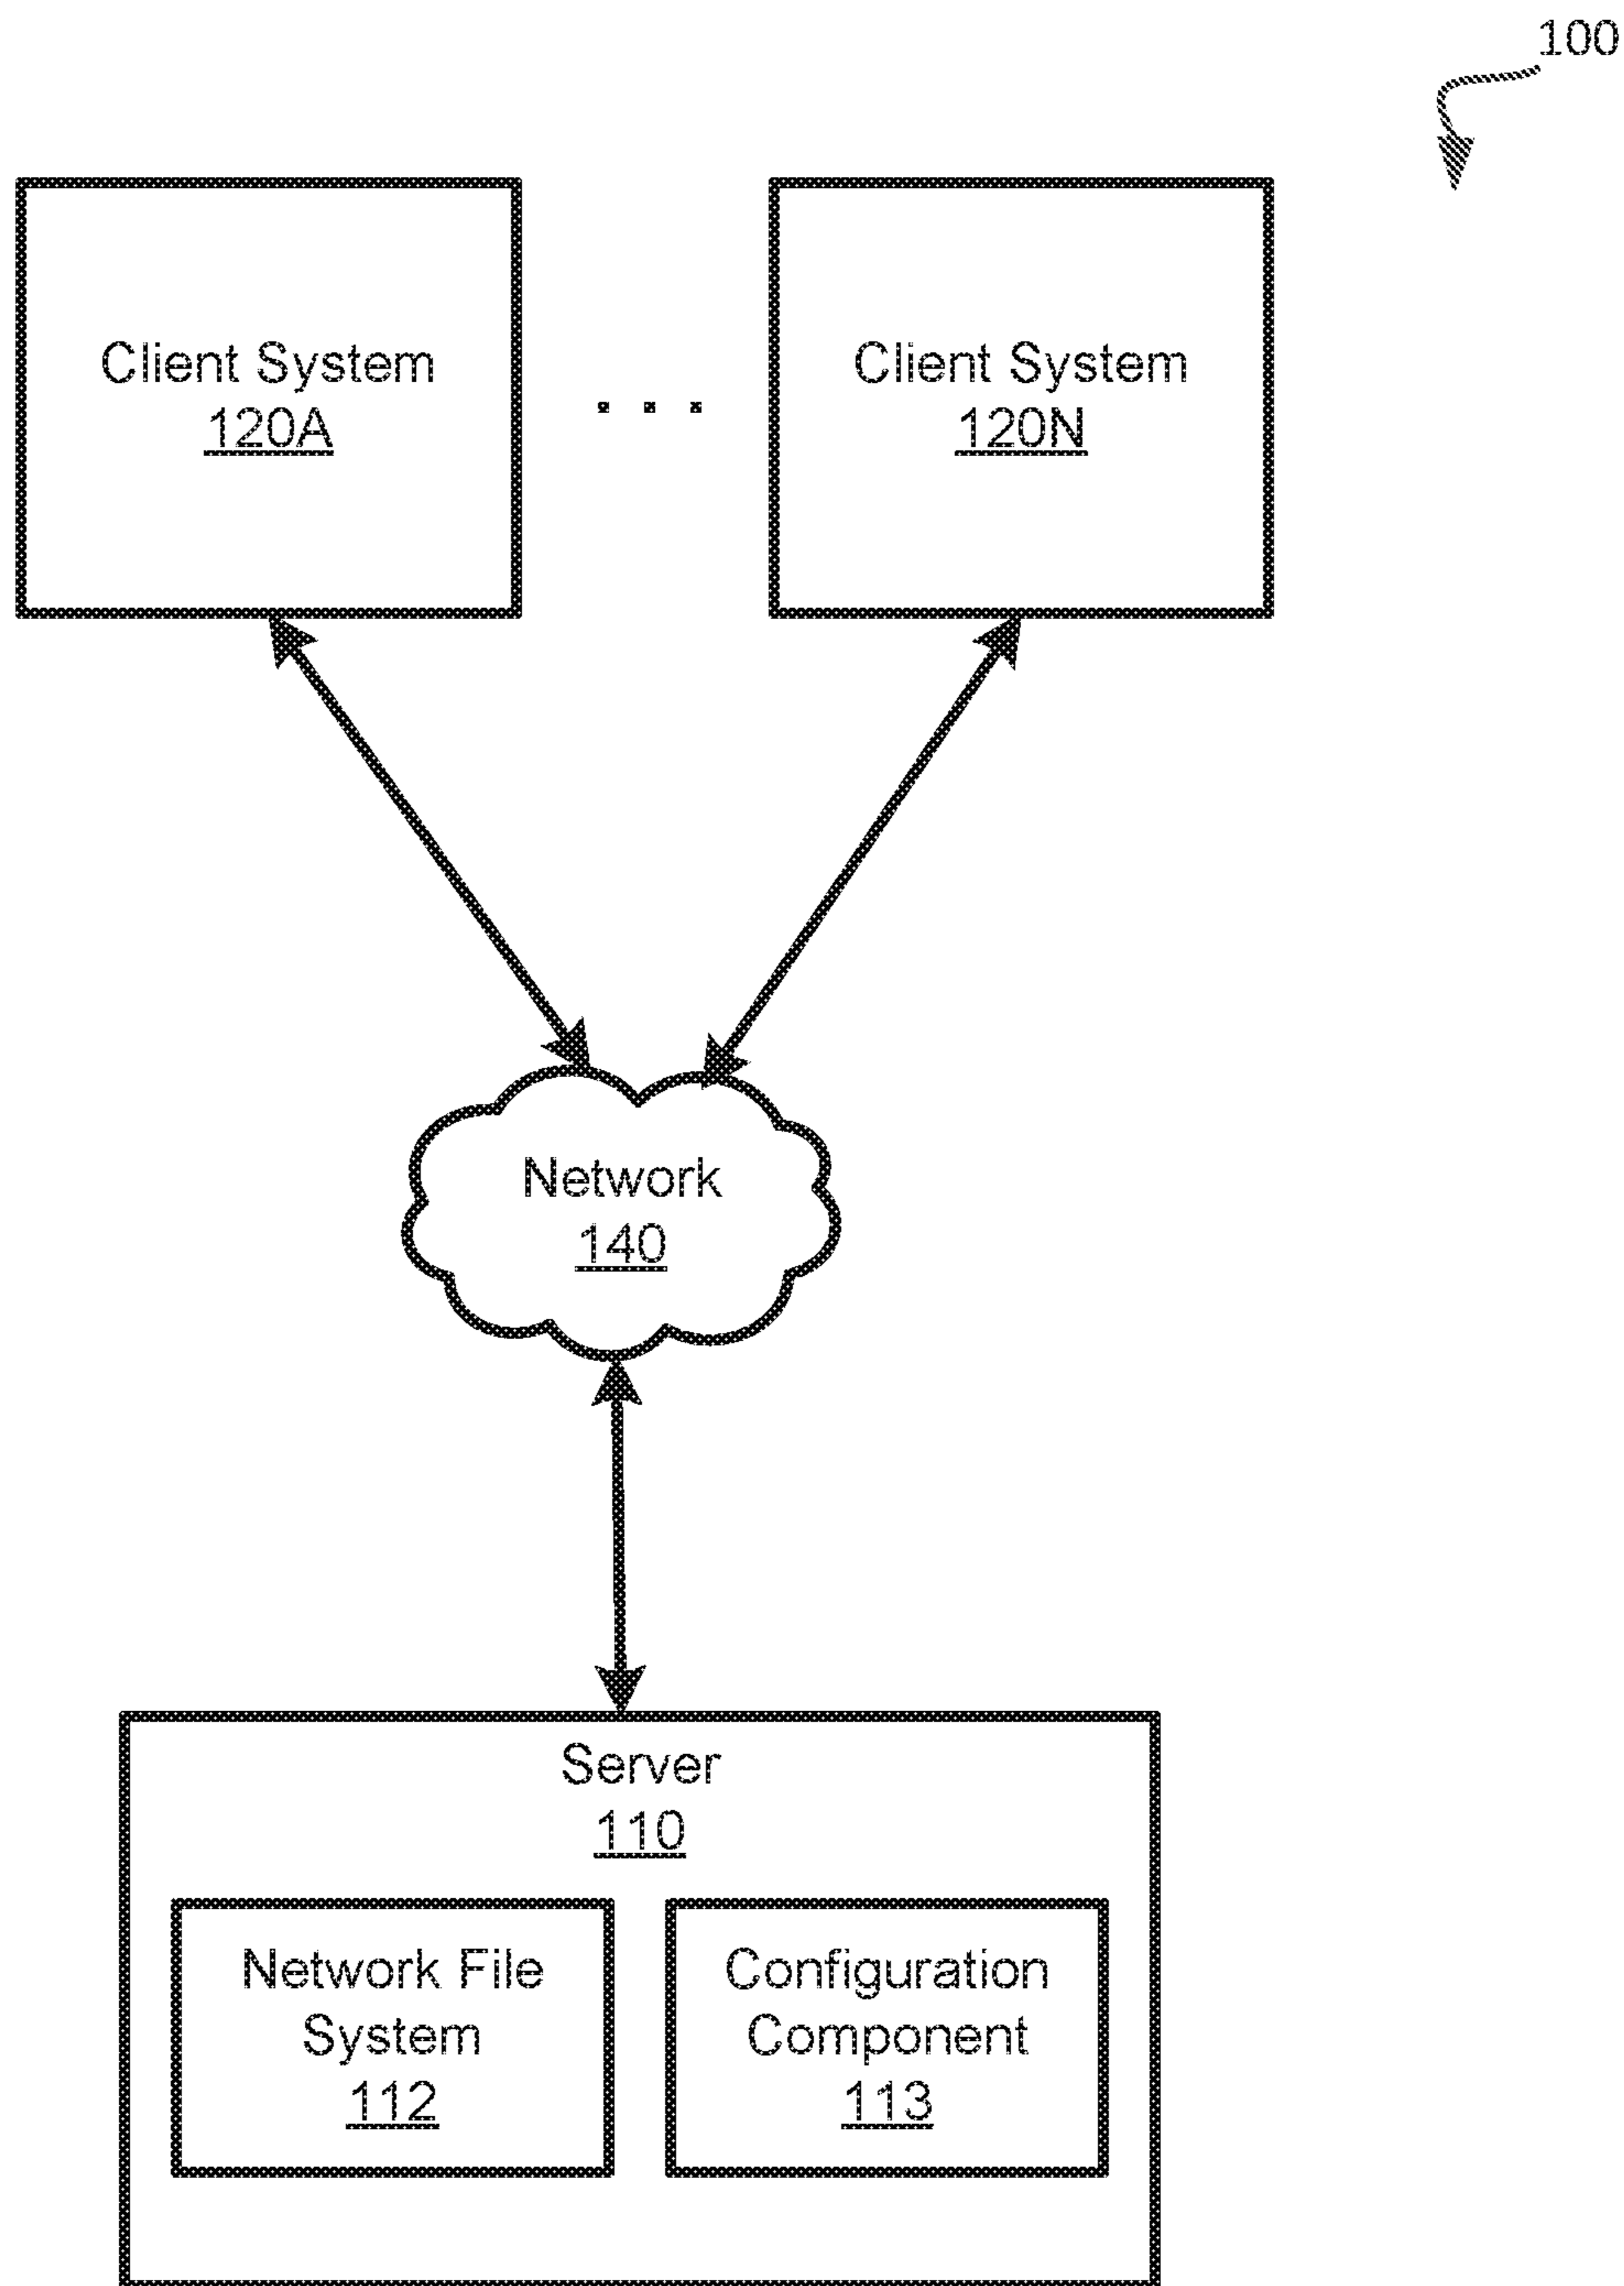 100
Client System
120A
. . .
Client System
120N
Network
140
Server
110
Network File
System
112
Configuration
Component
113